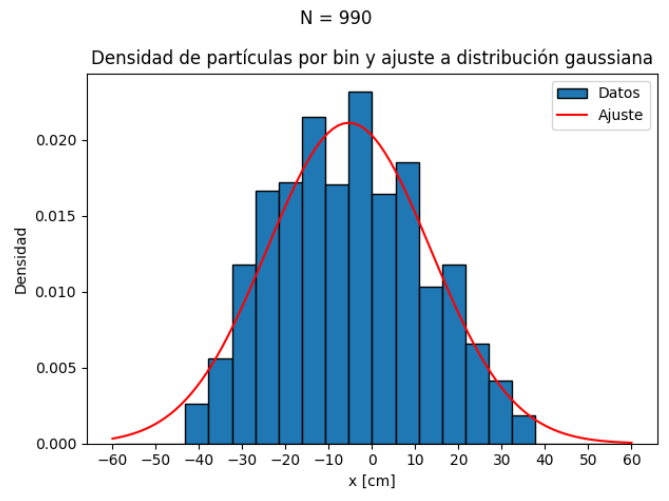 N = 990
Densidad de partículas por bin y ajuste a distribución gaussiana
Datos
Ajuste
0.020
0.015
0.010
0.005
0.000
Densidad
−60 −50 −40 −30 −20 −10 0 10 20 30 40 50 60
x [cm]